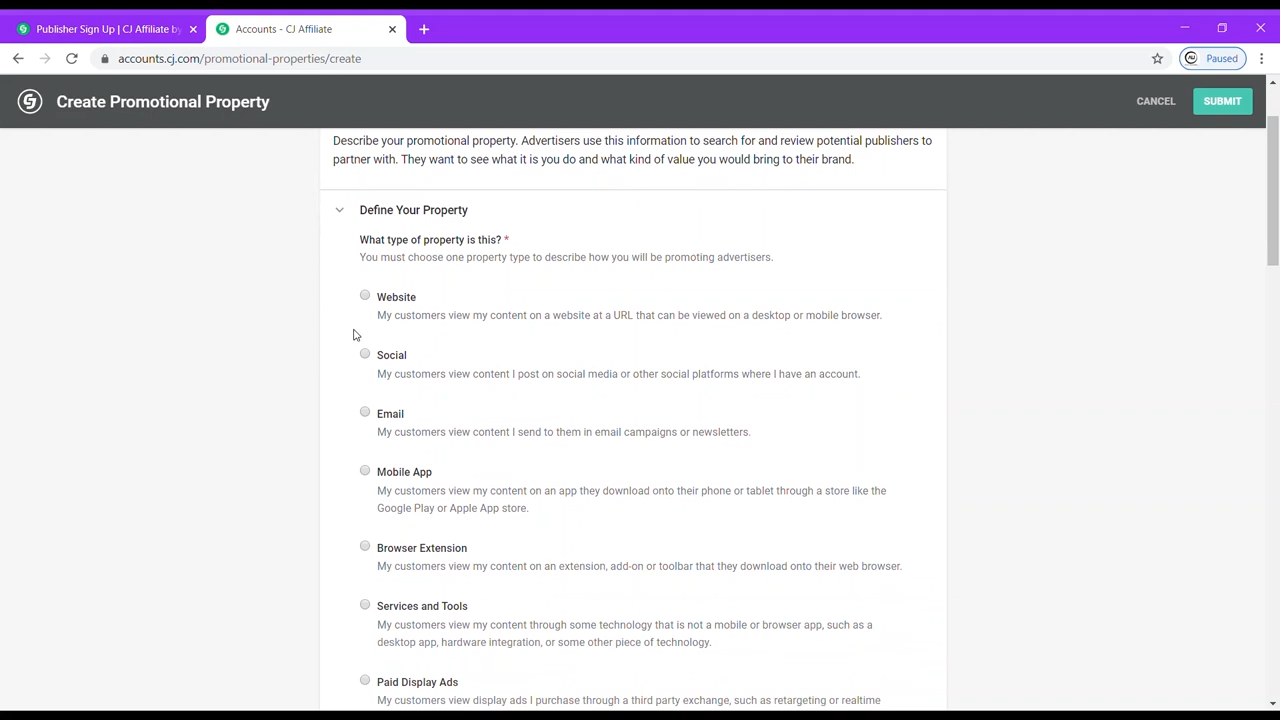 Publisher Sign Up | CJ Affiliate by
Accounts - CJ Affiliate
accounts.cj.com/promotional-properties/create
Paused
Create Promotional Property
CANCEL
SUBMIT
Describe your promotional property. Advertisers use this information to search for and review potential publishers to
partner with. They want to see what it is you do and what kind of value you would bring to their brand.
Define Your Property
What type of property is this? *
You must choose one property type to describe how you will be promoting advertisers.
Website
My customers view my content on a website at a URL that can be viewed on a desktop or mobile browser.
Social
My customers view content I post on social media or other social platforms where I have an account.
Email
My customers view content I send to them in email campaigns or newsletters.
Mobile App
My customers view my content on an app they download onto their phone or tablet through a store like the
Google Play or Apple App store.
Browser Extension
My customers view my content on an extension, add-on or toolbar that they download onto their web browser.
Services and Tools
My customers view my content through some technology that is not a mobile or browser app, such as a
desktop app, hardware integration, or some other piece of technology.
Paid Display Ads
My customers view display ads I purchase through a third party exchange, such as retargeting or realtime